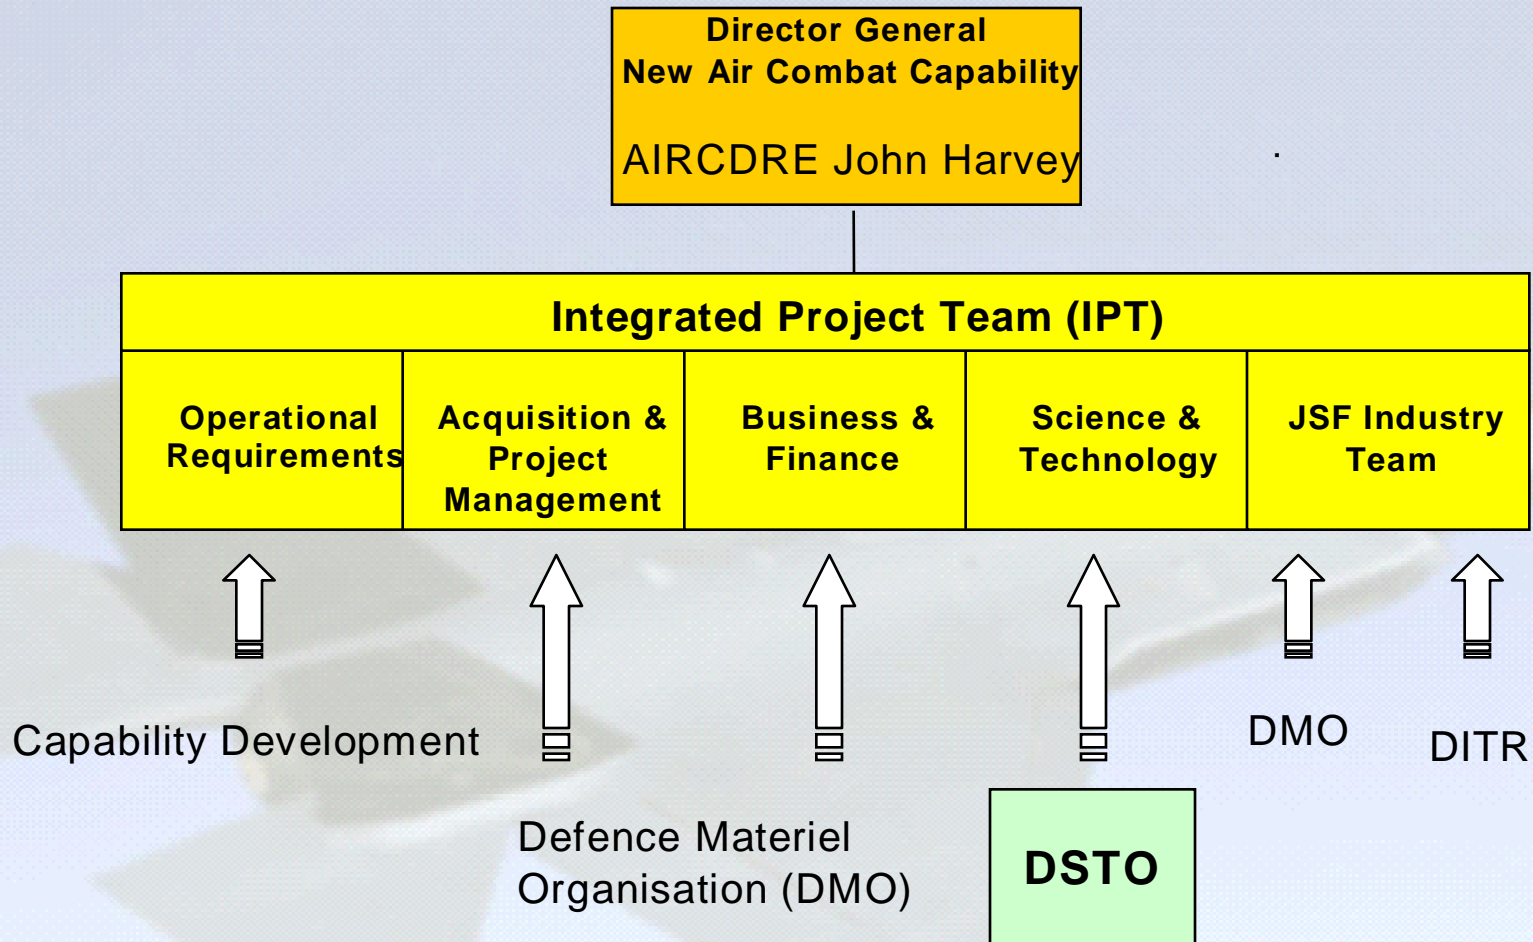 Director General
New Air Combat Capability
AIRCDRE John Harvey
.
Integrated Project Team (IPT)
Operational
Requirements
Acquisition &
Project
Management
Business &
Finance
Science &
Technology
JSF Industry
Team
Capability Development
Defence Materiel
Organisation (DMO)
DSTO
DMO
DITR